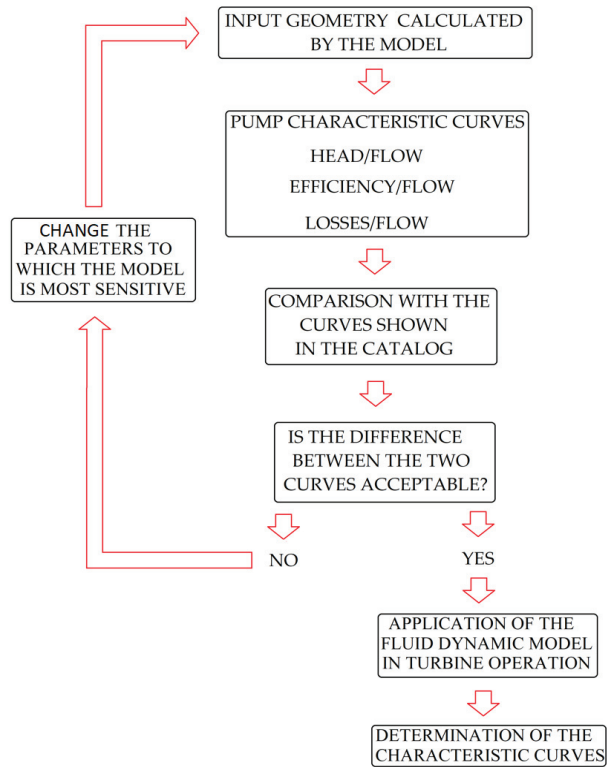 INPUT GEOMETRY CALCULATED
BY THE MODEL
PUMP CHARACTERISTIC CURVES
HEAD/FLOW
EFFICIENCY/FLOW
LOSSES/FLOW
CHANGE THE
PARAMETERS TO
WHICH THE MODEL
IS MOST SENSITIVE
COMPARISON WITH THE
CURVES SHOWN
IN THE CATALOG
IS THE DIFFERENCE
BETWEEN THE TWO
CURVES ACCEPTABLE?
NO
YES
APPLICATION OF THE
FLUID DYNAMIC MODEL
IN TURBINE OPERATION
DETERMINATION OF THE
CHARACTERISTIC CURVES